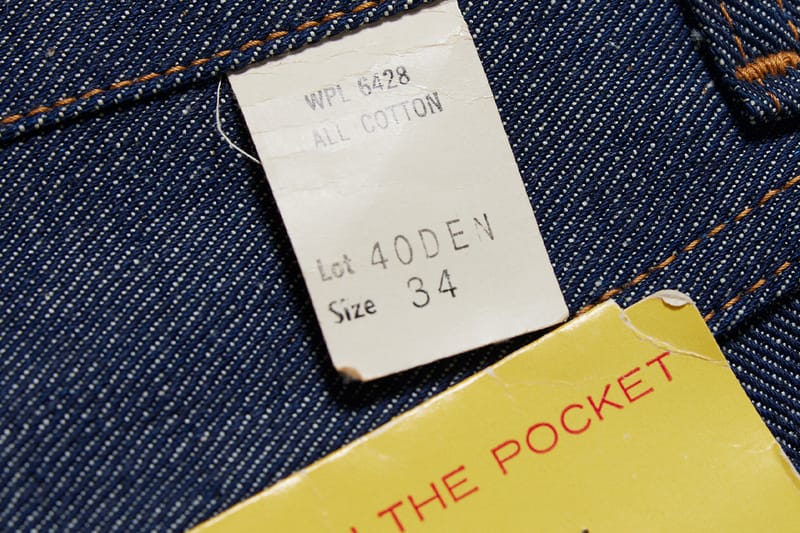 WPL 6428
ALL COTTON
Lot 40DEN
Size 34
THE POCKET